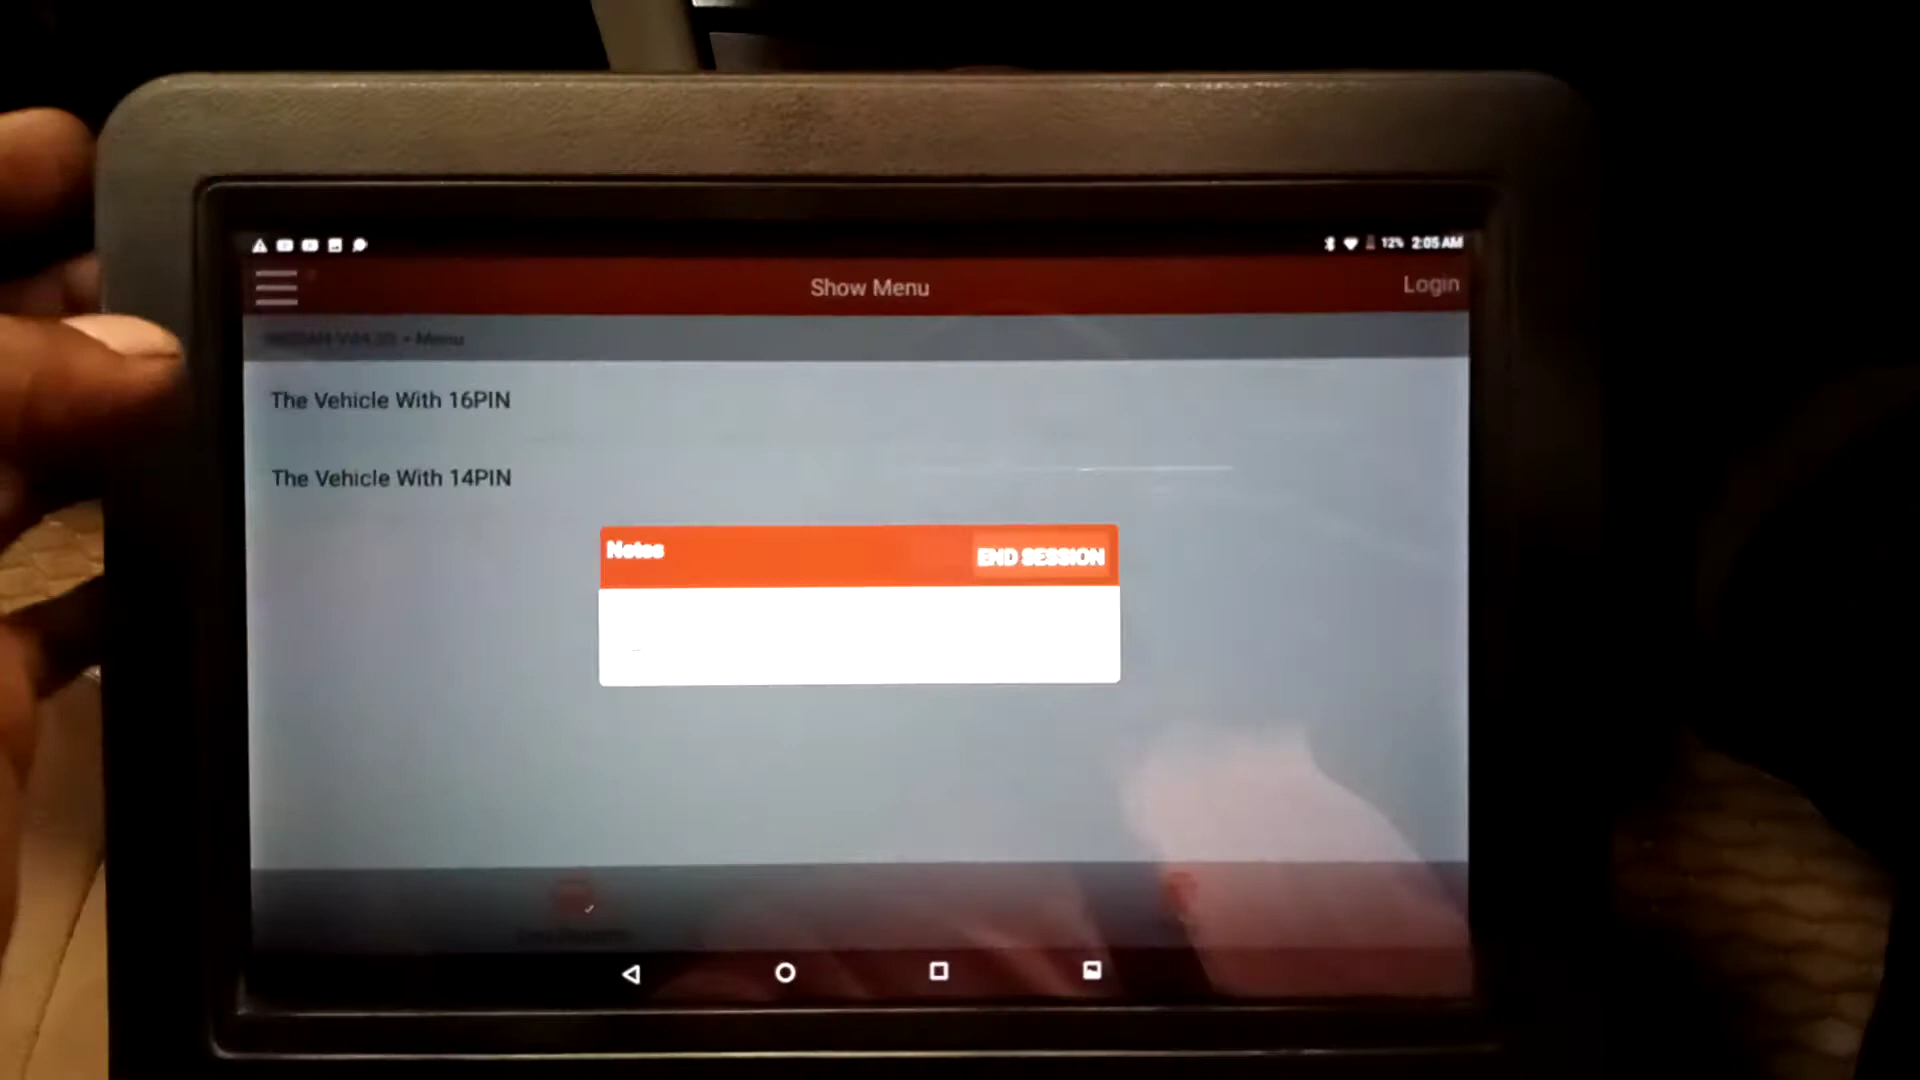 12% 2:05 AM
Show Menu
Login
Menu
The Vehicle With 16PIN
The Vehicle With 14PIN
Notes
END SESSION